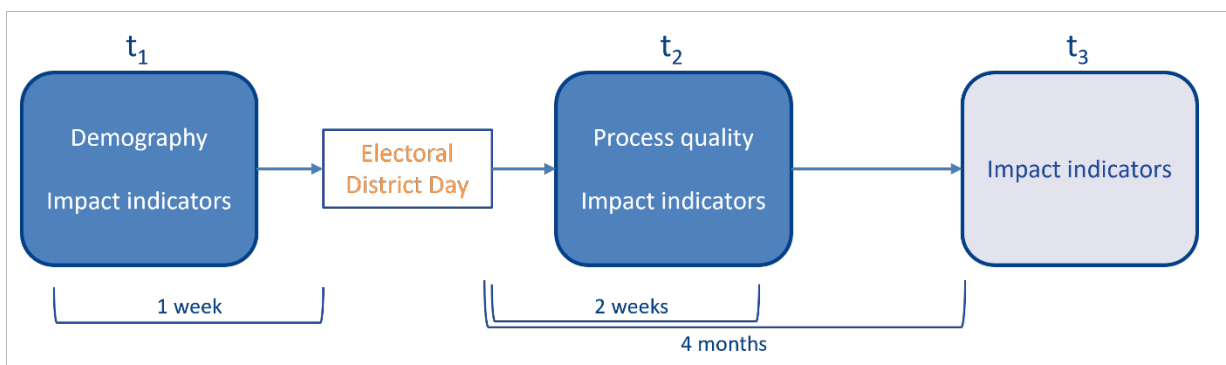 t₁
t₂
t₃
Demography
Impact indicators
Electoral
District Day
Process quality
Impact indicators
Impact indicators
1 week
2 weeks
4 months